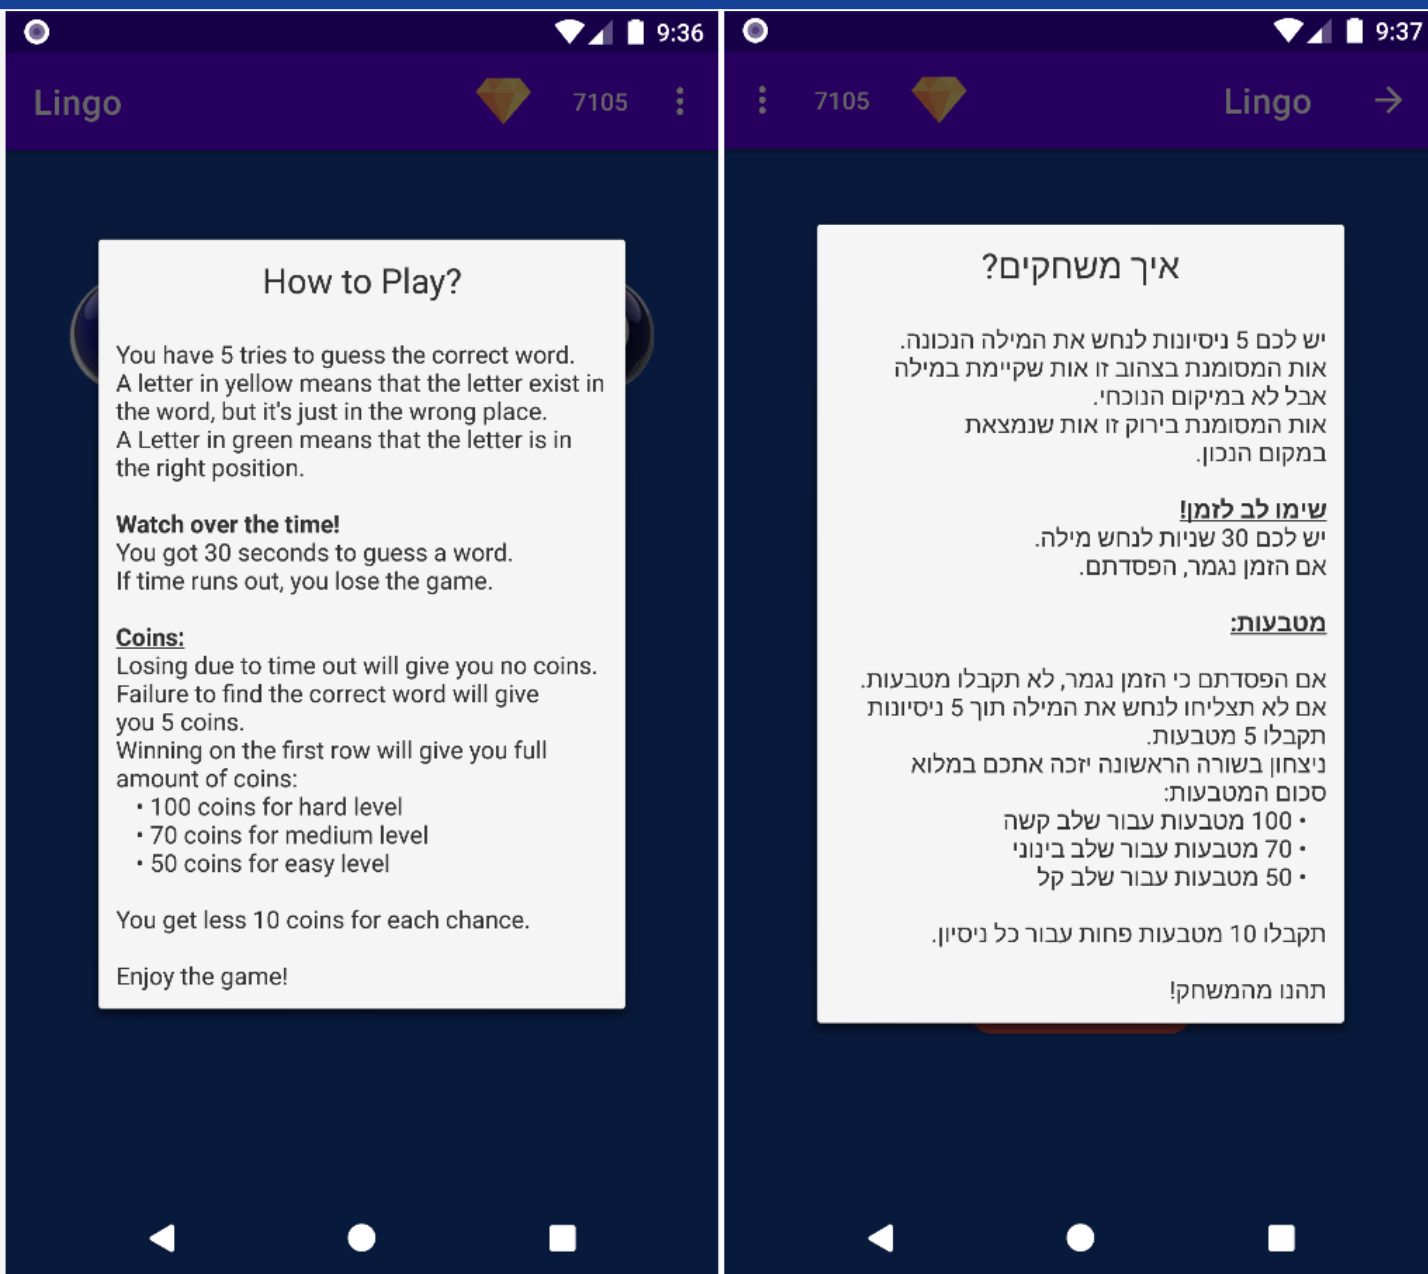 9:36
Lingo
7105
How to Play?
You have 5 tries to guess the correct word.
A letter in yellow means that the letter exist in
the word, but it's just in the wrong place.
A Letter in green means that the letter is in
the right position.
Watch over the time!
You got 30 seconds to guess a word.
If time runs out, you lose the game.
Coins:
Losing due to time out will give you no coins.
Failure to find the correct word will give
you 5 coins.
Winning on the first row will give you full
amount of coins:
• 100 coins for hard level
• 70 coins for medium level
• 50 coins for easy level
You get less 10 coins for each chance.
Enjoy the game!
9:37
7105
Lingo
איך משחקים?
יש לכם 5 ניסיונות לנחש את המילה הנכונה.
אות המסומנת בצהוב זו אות שקיימת במילה
אבל לא במיקום הנוכחי.
אות המסומנת בירוק זו אות שנמצאת
במקום הנכון.
שימו לב לזמן!
יש לכם 30 שניות לנחש מילה.
אם הזמן נגמר, הפסדתם.
מטבעות:
אם הפסדתם כי הזמן נגמר, לא תקבלו מטבעות.
אם לא תצליחו לנחש את המילה תוך 5 ניסיונות
תקבלו 5 מטבעות.
ניצחון בשורה הראשונה יזכה אתכם במלוא
סכום המטבעות:
• 100 מטבעות עבור שלב קשה
• 70 מטבעות עבור שלב בינוני
• 50 מטבעות עבור שלב קל
תקבלו 10 מטבעות פחות עבור כל ניסיון.
תהנו מהמשחק!